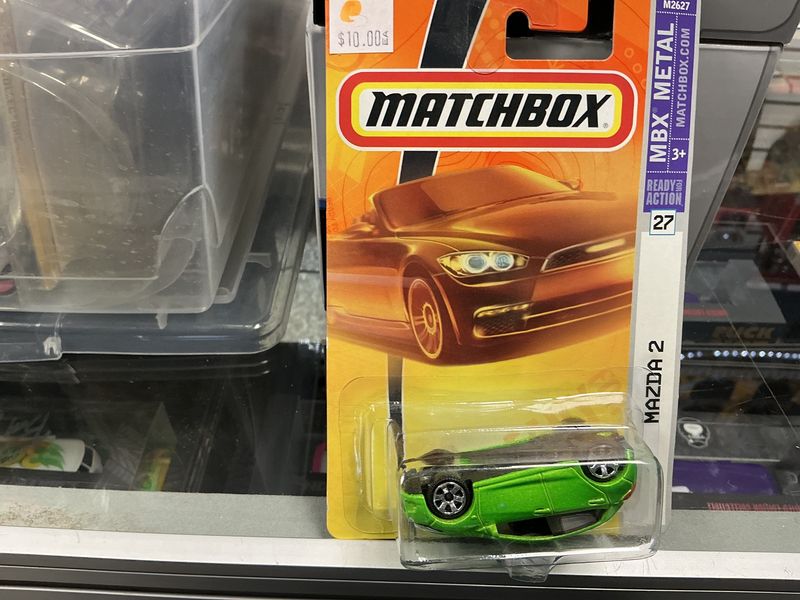 $10.00
MATCHBOX
M2627
MBX METAL
MATCHBOX.COM
3+
READY FOR ACTION
27
MAZDA 2